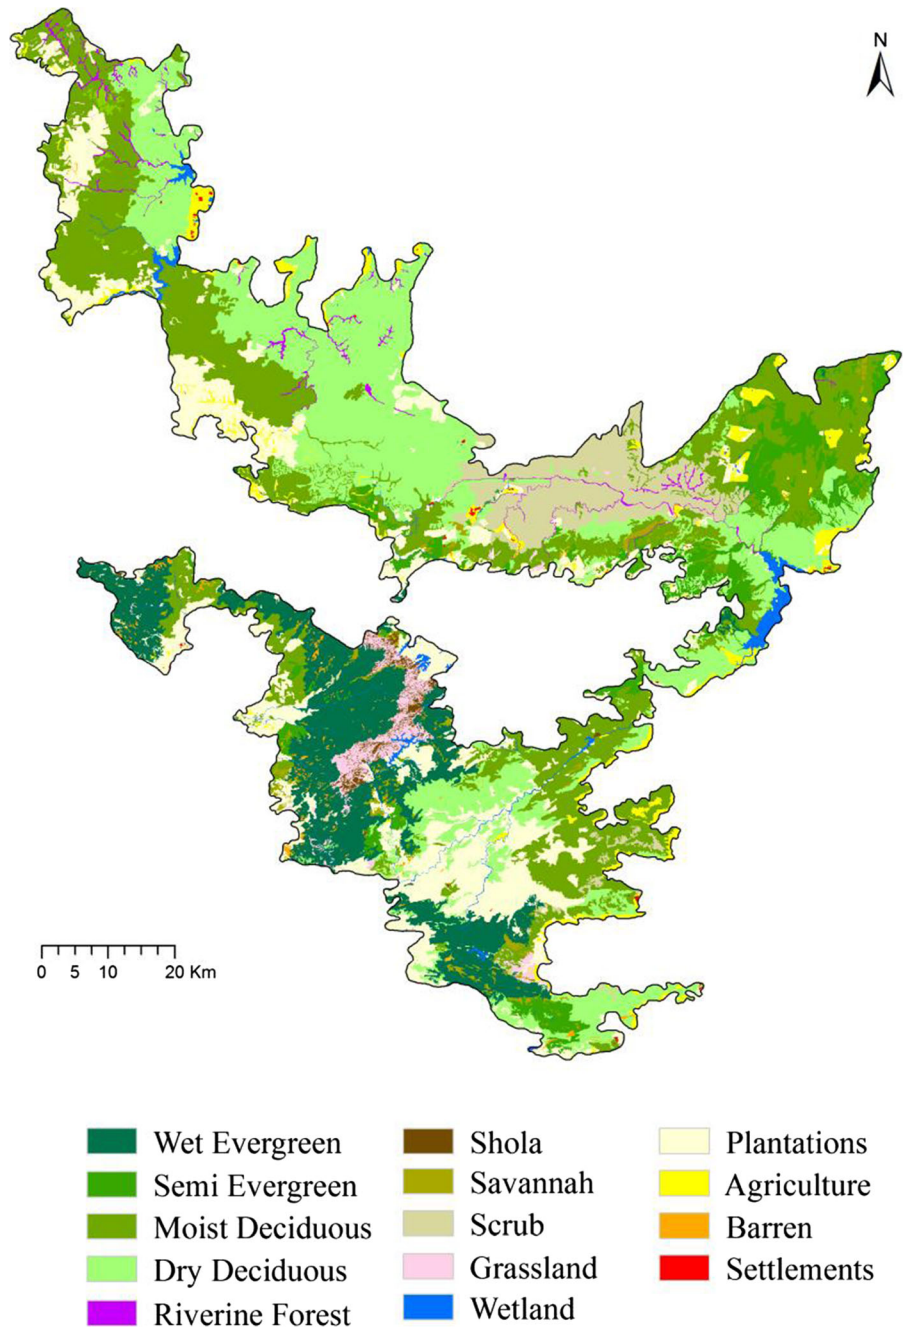 N
0 5 10 20 Km
Wet Evergreen
Semi Evergreen
Moist Deciduous
Dry Deciduous
Riverine Forest
Shola
Savannah
Scrub
Grassland
Wetland
Plantations
Agriculture
Barren
Settlements